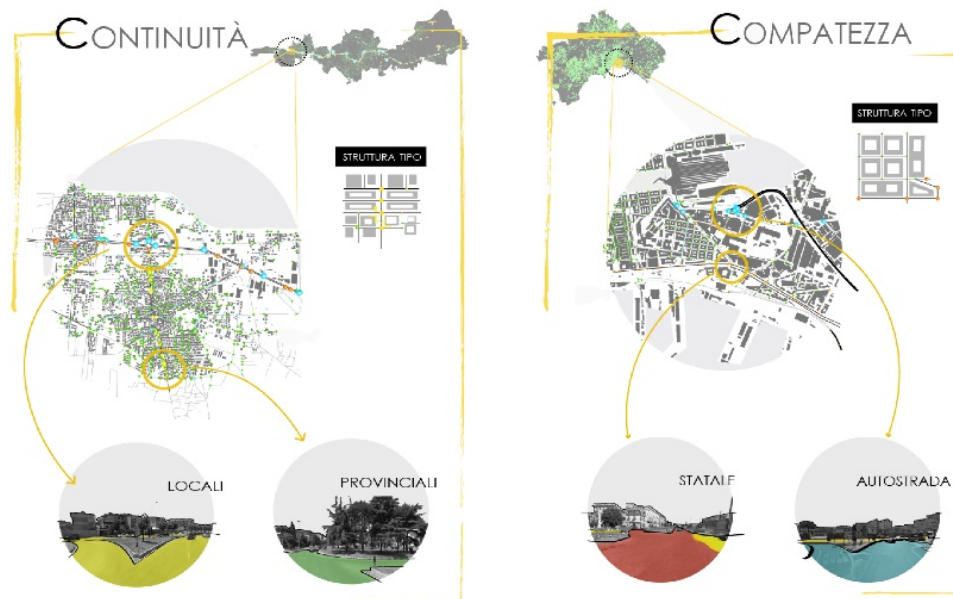 CONTINUITÀ
STRUTTURA TIPO
LOCALI
PROVINCIALI
COMPATEZZA
STRUTTURA TIPO
STATALE
AUTOSTRADA